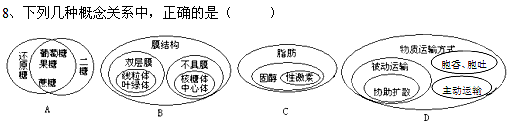 8、下列几种概念关系中，正确的是（　　）
还原糖
葡萄糖
果糖
蔗糖
二糖
A
膜结构
双层膜
线粒体
叶绿体
不具膜
核糖体
中心体
B
脂肪
固醇
性激素
C
物质运输方式
被动运输
协助扩散
胞吞、胞吐
主动运输
D